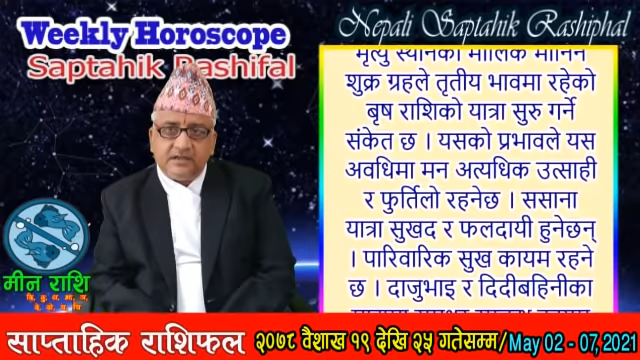 Weekly Horoscope
Saptahik Rashifal
Nepali Saptahik Rashiphal
मृत्यु स्थानको मालिक मानिने
शुक्र ग्रहले तृतीय भावमा रहेको
बृष राशिको यात्रा सुरु गर्ने
संकेत छ । यसको प्रभावले यस
अवधिमा मन अत्यधिक उत्साही
र फुर्तिलो रहनेछ । ससाना
यात्रा सुखद र फलदायी हुनेछन्
। पारिवारिक सुख कायम रहने
छ । दाजुभाइ र दिदीबहिनीका
मीन राशि
साप्ताहिक राशिफल
२०७८ वैशाख १९ देखि २५ गतेसम्म/May 02 - 07, 2021